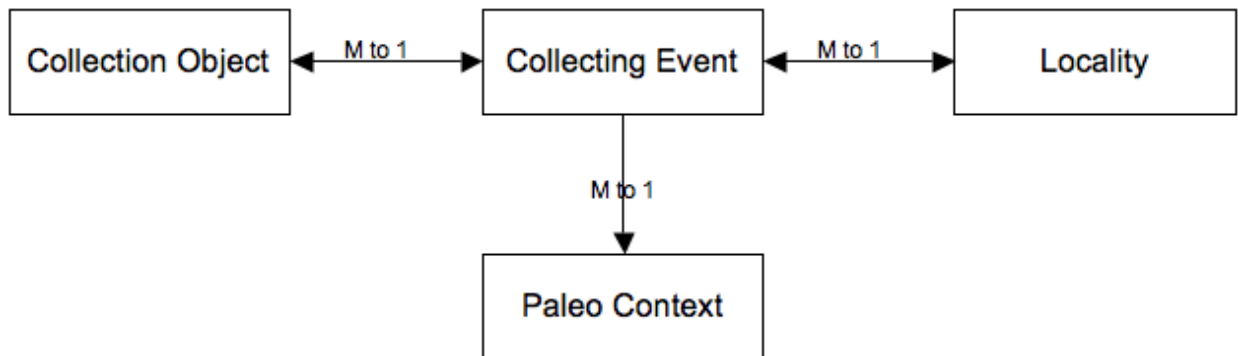 Collection Object
M to 1
Collecting Event
M to 1
Locality
M to 1
Paleo Context